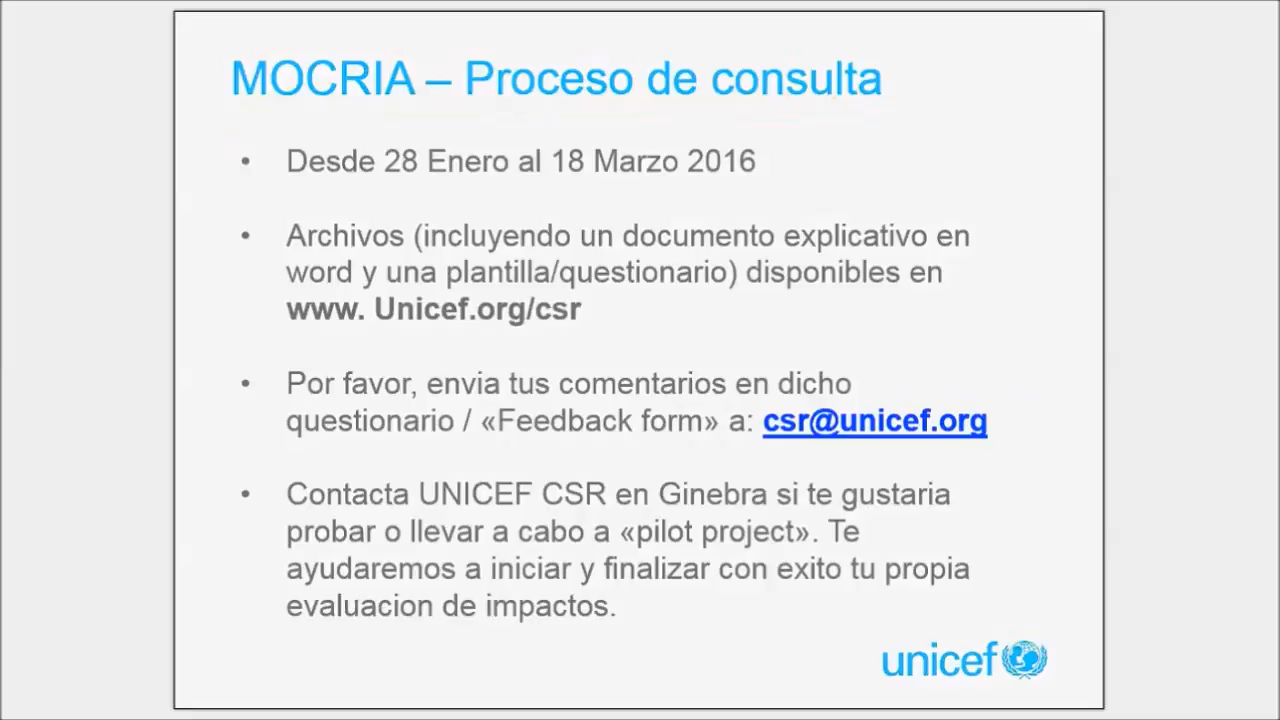 MOCRIA – Proceso de consulta
• Desde 28 Enero al 18 Marzo 2016
• Archivos (incluyendo un documento explicativo en
word y una plantilla/questionario) disponibles en
www. Unicef.org/csr
• Por favor, envia tus comentarios en dicho
questionario / «Feedback form» a: csr@unicef.org
• Contacta UNICEF CSR en Ginebra si te gustaria
probar o llevar a cabo a «pilot project». Te
ayudaremos a iniciar y finalizar con exito tu propia
evaluacion de impactos.
unicef